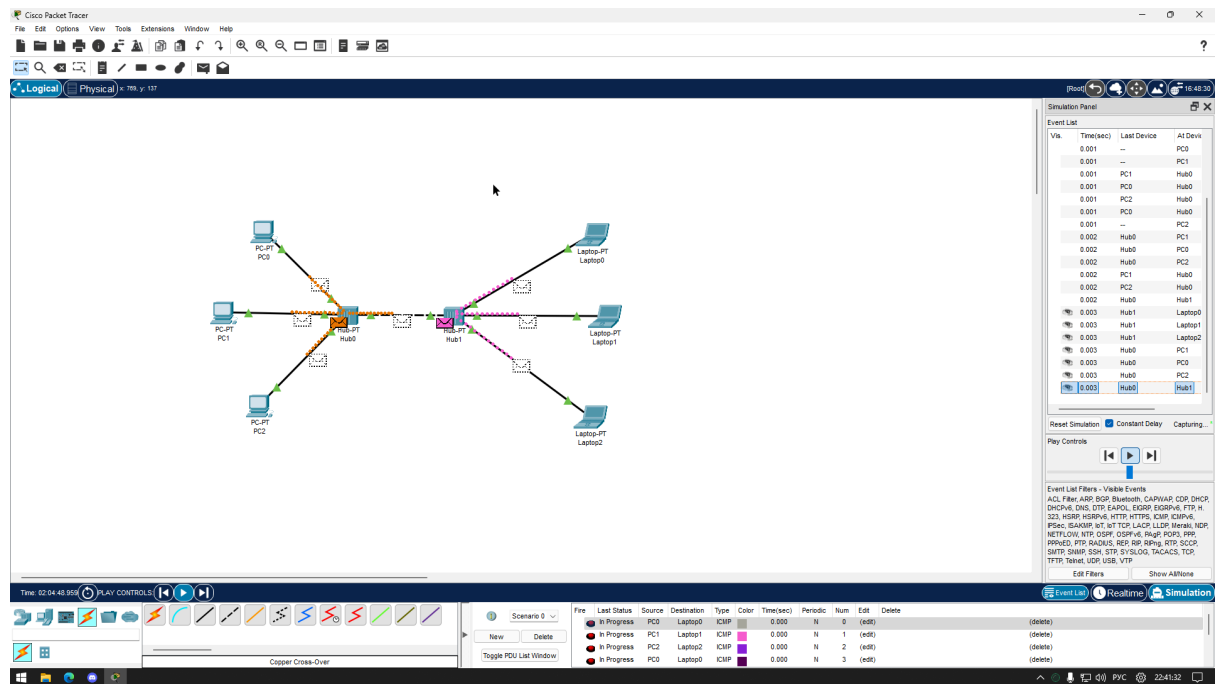 Cisco Packet Tracer
File Edit Options View Tools Extensions Window Help
?
Logical Physical x: 769, y: 137
[Root] 16:48:30
Simulation Panel
Event List
Vis. Time(sec) Last Device At Devic
0.001 -- PC0
0.001 -- PC1
0.001 PC1 Hub0
0.001 PC0 Hub0
0.001 PC2 Hub0
0.001 PC0 Hub0
0.001 -- PC2
0.002 Hub0 PC1
0.002 Hub0 PC0
0.002 Hub0 PC2
0.002 PC1 Hub0
0.002 PC2 Hub0
0.002 Hub0 Hub1
0.003 Hub1 Laptop0
0.003 Hub1 Laptop1
0.003 Hub1 Laptop2
0.003 Hub0 PC1
0.003 Hub0 PC0
0.003 Hub0 PC2
0.003 Hub0 Hub1
Reset Simulation Constant Delay Capturing...
Play Controls
Event List Filters - Visible Events
ACL Filter, ARP, BGP, Bluetooth, CAPWAP, CDP, DHCP,
DHCPv6, DNS, DTP, EAPOL, EIGRP, EIGRPv6, FTP, H.
323, HSRP, HSRPv6, HTTP, HTTPS, ICMP, ICMPv6,
IPSec, ISAKMP, IoT, IoT TCP, LACP, LLDP, Meraki, NDP,
NETFLOW, NTP, OSPF, OSPFv6, PAgP, POP3, PPP,
PPPoED, PTP, RADIUS, REP, RIP, RIPng, RTP, SCCP,
SMTP, SNMP, SSH, STP, SYSLOG, TACACS, TCP,
TFTP, Telnet, UDP, USB, VTP
Edit Filters Show All/None
Event List Realtime Simulation
PC-PT
PC0
Laptop-PT
Laptop0
PC-PT
PC1
Hub-PT
Hub0
Hub-PT
Hub1
Laptop-PT
Laptop1
PC-PT
PC2
Laptop-PT
Laptop2
Time: 02:04:48.959 PLAY CONTROLS:
Copper Cross-Over
Scenario 0
New Delete
Toggle PDU List Window
Fire Last Status Source Destination Type Color Time(sec) Periodic Num Edit Delete
In Progress PC0 Laptop0 ICMP 0.000 N 0 (edit) (delete)
In Progress PC1 Laptop1 ICMP 0.000 N 1 (edit) (delete)
In Progress PC2 Laptop2 ICMP 0.000 N 2 (edit) (delete)
In Progress PC0 Laptop0 ICMP 0.000 N 3 (edit) (delete)
РУС 22:41:32